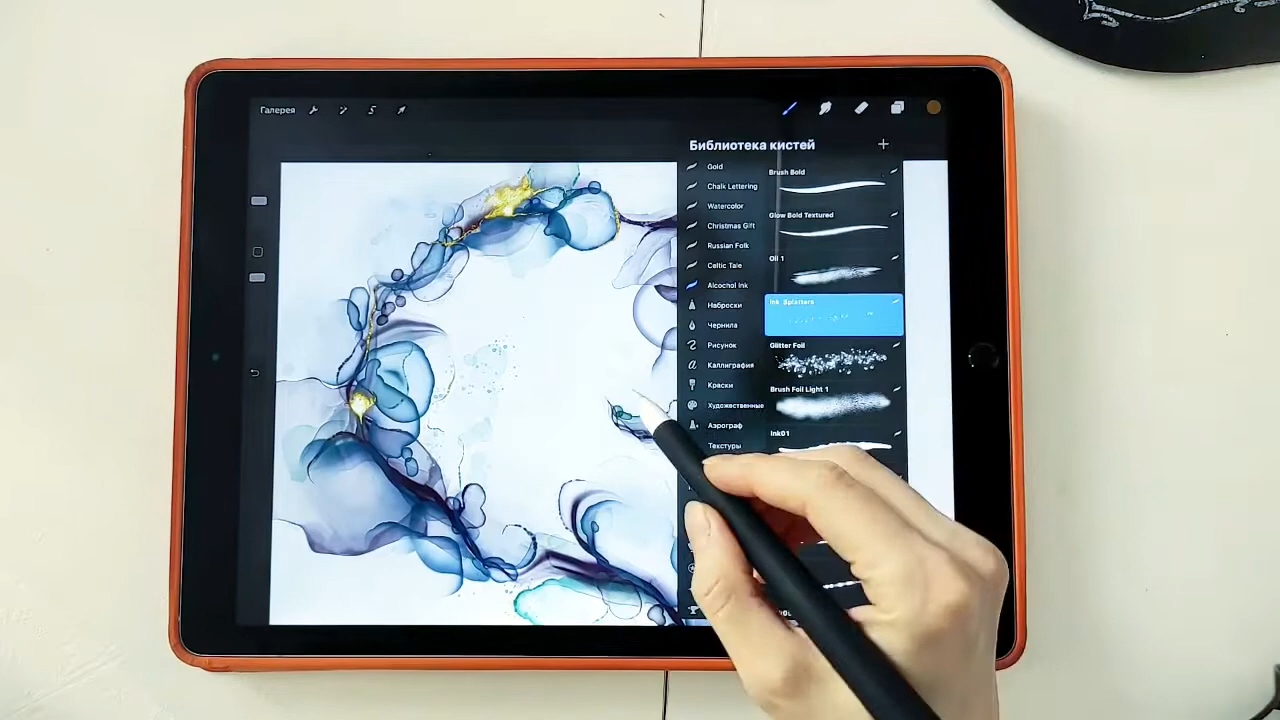 Галерея
Библиотека кистей
Gold
Chalk Lettering
Watercolor
Christmas Gift
Russian Folk
Celtic Tale
Alcochol Ink
Наброски
Чернила
Рисунок
Каллиграфия
Краски
Художественные
Аэрограф
Текстуры
Brush Bold
Glow Bold Textured
Oil 1
Ink Splatters
Glitter Foil
Brush Foil Light 1
Ink01